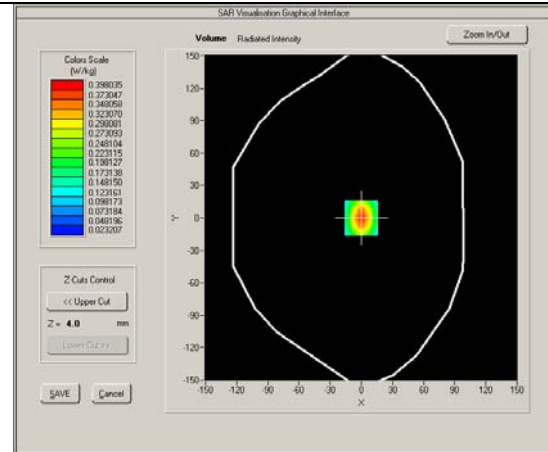 SAR Visualisation Graphical Interface
Volume Radiated Intensity
Zoom In/Out
Colors Scale
(W/kg)
0.398035
0.373047
0.348058
0.323070
0.298081
0.273093
0.248104
0.223115
0.198127
0.173138
0.148150
0.123161
0.098173
0.073184
0.048196
0.023207
Z-Cuts Control
<< Upper Cut
Z = 4.0 mm
Lower Cut >>
SAVE Cancel
150-
120-
90-
60-
30-
0-
-30-
-60-
-90-
-120-
-150-
Y
-150 -120 -90 -60 -30 0 30 60 90 120 150
X